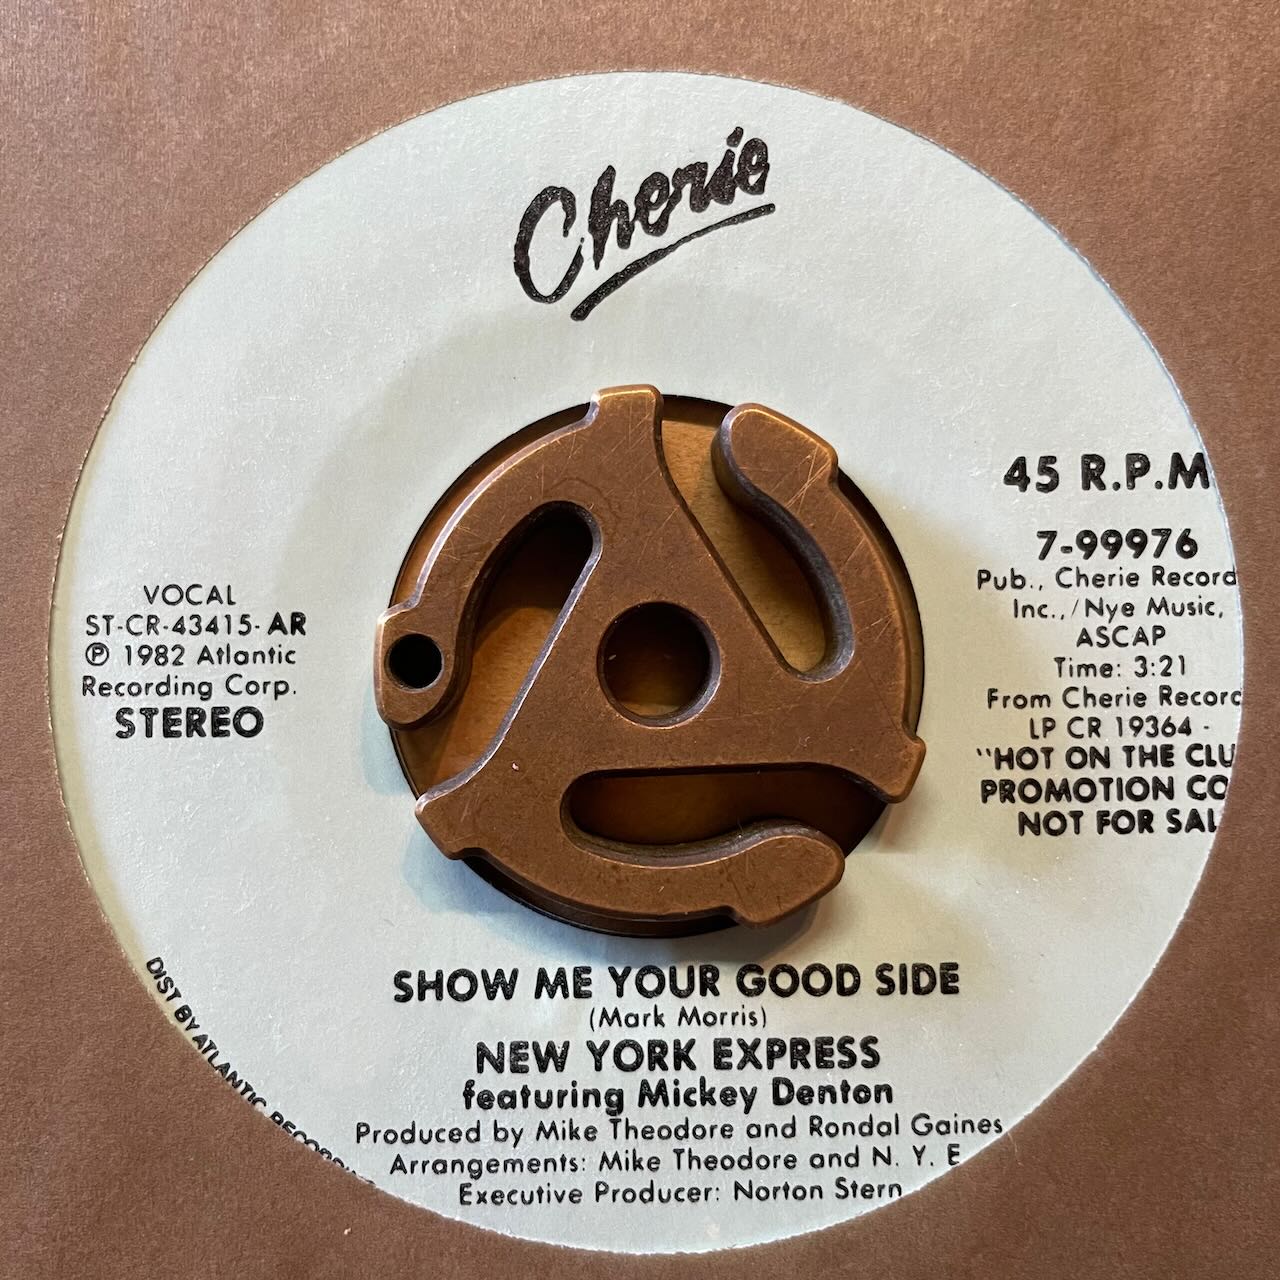 Cherie
45 R.P.M
7-99976
Pub., Cherie Record
Inc., / Nye Music,
ASCAP
Time: 3:21
From Cherie Record
LP CR 19364 -
"HOT ON THE CLU
PROMOTION CO
NOT FOR SAL
VOCAL
ST-CR-43415-AR
℗ 1982 Atlantic
Recording Corp.
STEREO
SHOW ME YOUR GOOD SIDE
(Mark Morris)
NEW YORK EXPRESS
featuring Mickey Denton
Produced by Mike Theodore and Rondal Gaines
Arrangements: Mike Theodore and N. Y. E
Executive Producer: Norton Stern
DIST BY ATLANTIC RECOR